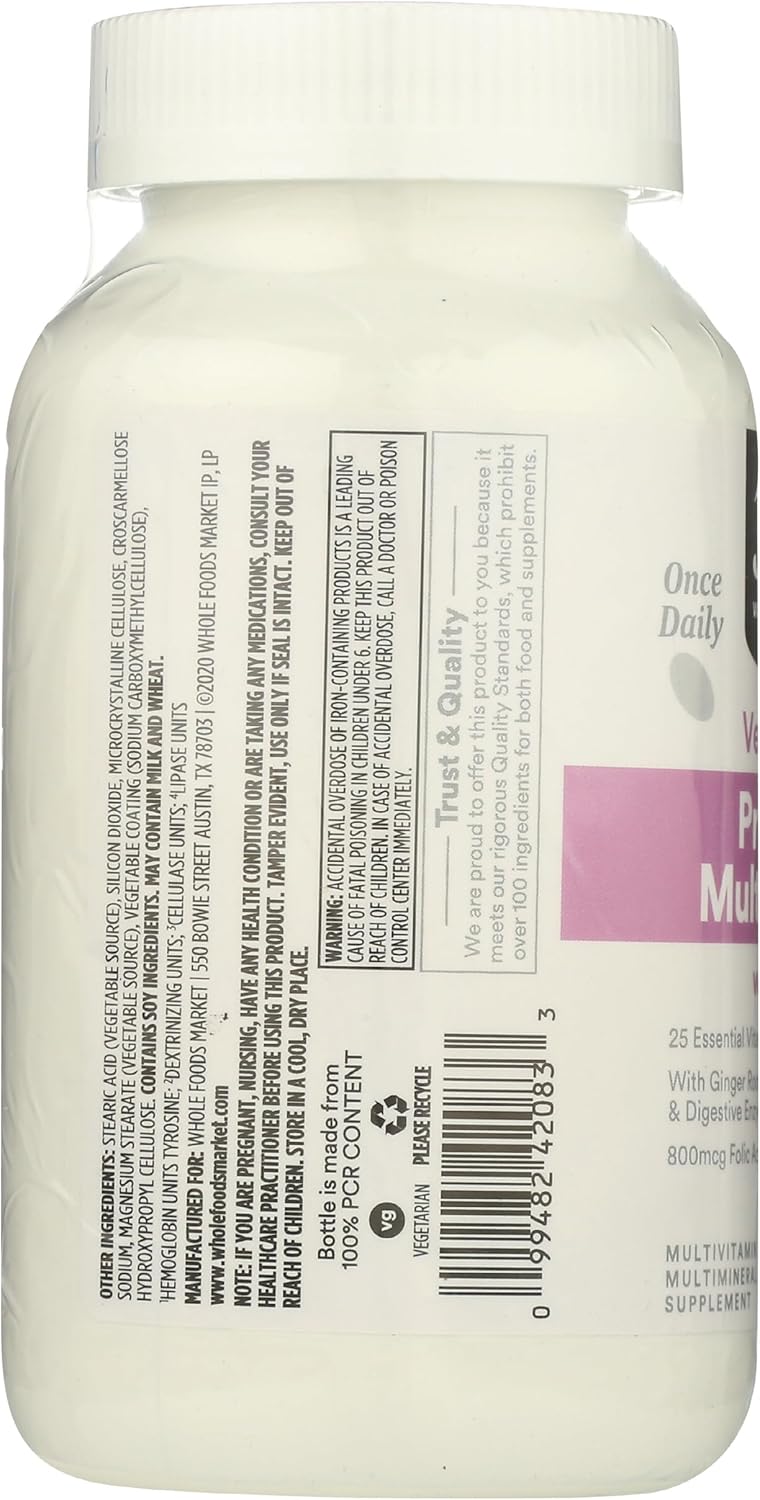 OTHER INGREDIENTS: STEARIC ACID (VEGETABLE SOURCE), SILICON DIOXIDE, MICROCRYSTALLINE CELLULOSE, CROSCARMELLOSE
SODIUM, MAGNESIUM STEARATE (VEGETABLE SOURCE), VEGETABLE COATING (SODIUM CARBOXYMETHYLCELLULOSE),
HYDROXYPROPYL CELLULOSE. CONTAINS SOY INGREDIENTS. MAY CONTAIN MILK AND WHEAT.
¹HEMOGLOBIN UNITS TYROSINE; ²DEXTRINIZING UNITS; ³CELLULASE UNITS; ⁴LIPASE UNITS
MANUFACTURED FOR: WHOLE FOODS MARKET | 550 BOWIE STREET AUSTIN, TX 78703 | ©2020 WHOLE FOODS MARKET IP, LP
www.wholefoodsmarket.com
NOTE: IF YOU ARE PREGNANT, NURSING, HAVE ANY HEALTH CONDITION OR ARE TAKING ANY MEDICATIONS, CONSULT YOUR
HEALTHCARE PRACTITIONER BEFORE USING THIS PRODUCT. TAMPER EVIDENT, USE ONLY IF SEAL IS INTACT. KEEP OUT OF
REACH OF CHILDREN. STORE IN A COOL, DRY PLACE.
WARNING: ACCIDENTAL OVERDOSE OF IRON-CONTAINING PRODUCTS IS A LEADING
CAUSE OF FATAL POISONING IN CHILDREN UNDER 6. KEEP THIS PRODUCT OUT OF
REACH OF CHILDREN. IN CASE OF ACCIDENTAL OVERDOSE, CALL A DOCTOR OR POISON
CONTROL CENTER IMMEDIATELY.
Trust & Quality
We are proud to offer this product to you because it
meets our rigorous Quality Standards, which prohibit
over 100 ingredients for both food and supplements.
Bottle is made from
100% PCR CONTENT
vg
VEGETARIAN
PLEASE RECYCLE
0 99482 42083 3
Once
Daily
25 Essential
With Ginger
& Digestive
800mcg Folic
MULTIVITAMIN
MULTIMINERAL
SUPPLEMENT